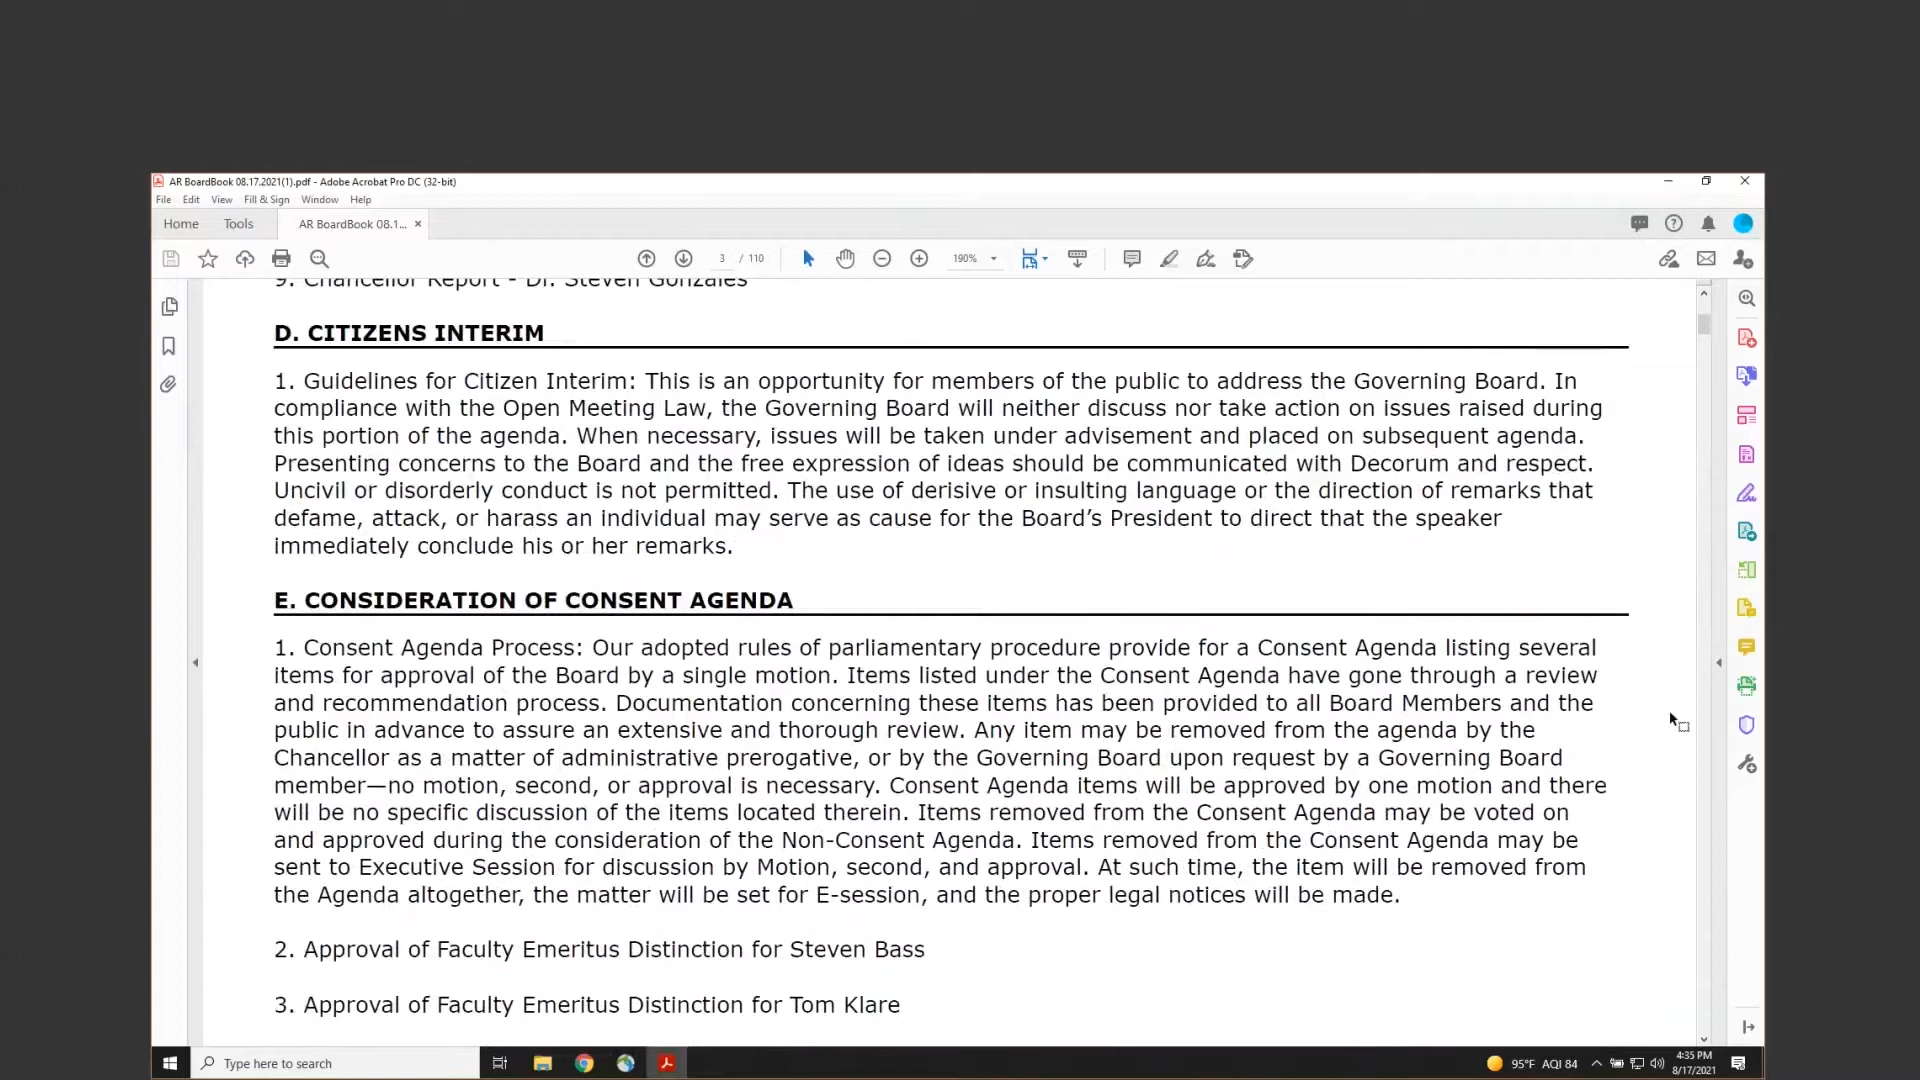 AR BoardBook 08.17.2021(1).pdf - Adobe Acrobat Pro DC (32-bit)
File Edit View Fill & Sign Window Help
Home Tools AR BoardBook 08.1... ×
3 / 110 190%
9. Chancellor Report - Dr. Steven Gonzales
D. CITIZENS INTERIM
1. Guidelines for Citizen Interim: This is an opportunity for members of the public to address the Governing Board. In
compliance with the Open Meeting Law, the Governing Board will neither discuss nor take action on issues raised during
this portion of the agenda. When necessary, issues will be taken under advisement and placed on subsequent agenda.
Presenting concerns to the Board and the free expression of ideas should be communicated with Decorum and respect.
Uncivil or disorderly conduct is not permitted. The use of derisive or insulting language or the direction of remarks that
defame, attack, or harass an individual may serve as cause for the Board’s President to direct that the speaker
immediately conclude his or her remarks.
E. CONSIDERATION OF CONSENT AGENDA
1. Consent Agenda Process: Our adopted rules of parliamentary procedure provide for a Consent Agenda listing several
items for approval of the Board by a single motion. Items listed under the Consent Agenda have gone through a review
and recommendation process. Documentation concerning these items has been provided to all Board Members and the
public in advance to assure an extensive and thorough review. Any item may be removed from the agenda by the
Chancellor as a matter of administrative prerogative, or by the Governing Board upon request by a Governing Board
member—no motion, second, or approval is necessary. Consent Agenda items will be approved by one motion and there
will be no specific discussion of the items located therein. Items removed from the Consent Agenda may be voted on
and approved during the consideration of the Non-Consent Agenda. Items removed from the Consent Agenda may be
sent to Executive Session for discussion by Motion, second, and approval. At such time, the item will be removed from
the Agenda altogether, the matter will be set for E-session, and the proper legal notices will be made.
2. Approval of Faculty Emeritus Distinction for Steven Bass
3. Approval of Faculty Emeritus Distinction for Tom Klare
Type here to search
95°F AQI 84
4:35 PM
8/17/2021